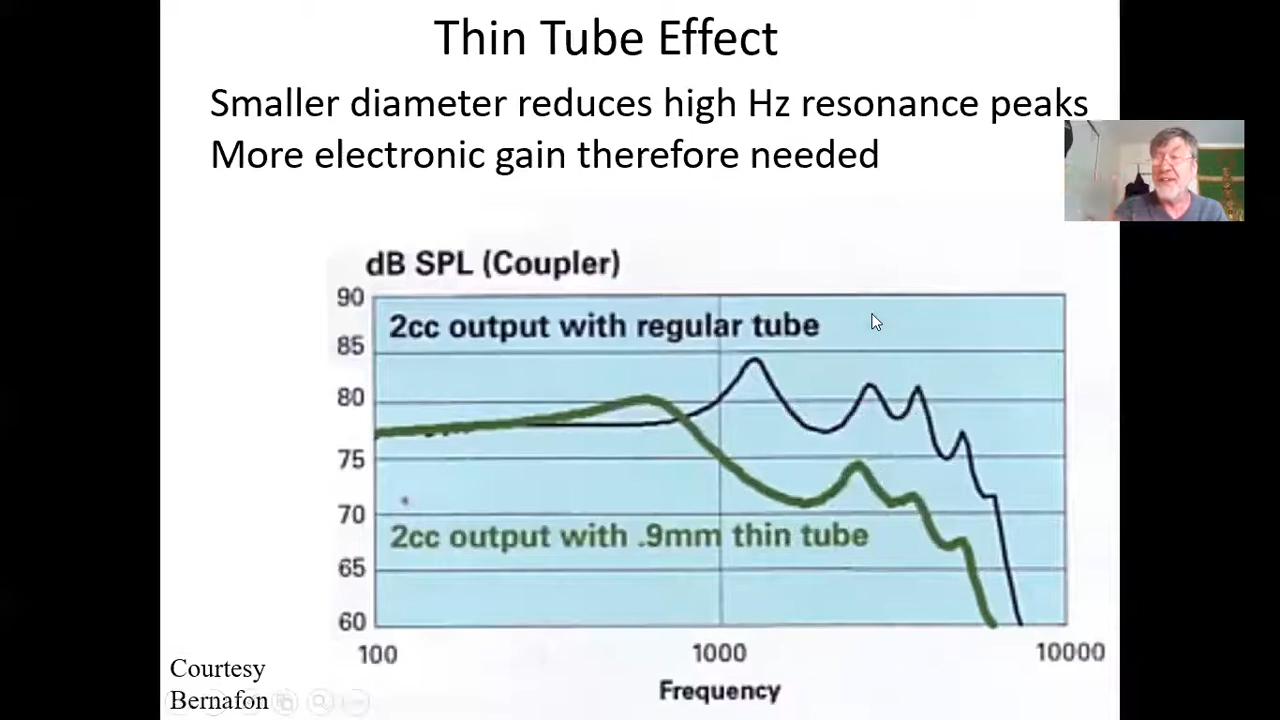 Thin Tube Effect
Smaller diameter reduces high Hz resonance peaks
More electronic gain therefore needed
dB SPL (Coupler)
90
2cc output with regular tube
85
80
75
70
2cc output with .9mm thin tube
65
60
100
1000
10000
Frequency
Courtesy
Bernafon